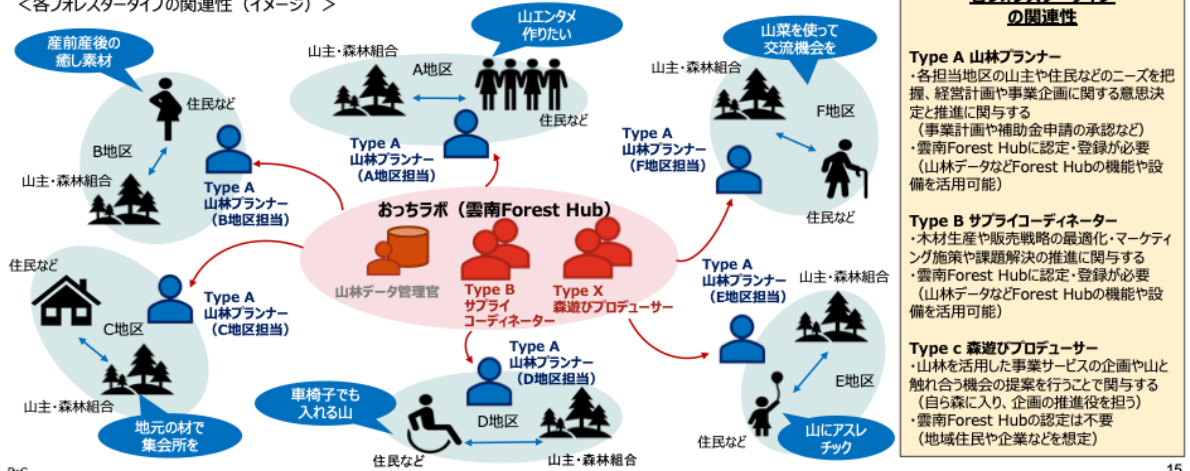 ＜各フォレスタータイプの関連性（イメージ）＞
産前産後の
癒し素材
住民など
B地区
山主・森林組合
Type A
山林プランナー
（B地区担当）
山エンタメ
作りたい
山主・森林組合
A地区
住民など
Type A
山林プランナー
（A地区担当）
山菜を使って
交流機会を
山主・森林組合
F地区
Type A
山林プランナー
（F地区担当）
住民など
おっちラボ（雲南Forest Hub）
山林データ管理官
Type B
サプライ
コーディネーター
Type X
森遊びプロデューサー
住民など
C地区
山主・森林組合
Type A
山林プランナー
（C地区担当）
地元の材で
集会所を
Type A
山林プランナー
（D地区担当）
車椅子でも
入れる山
D地区
住民など
山主・森林組合
Type A
山林プランナー
（E地区担当）
山主・森林組合
E地区
住民など
山にアスレ
チック
の関連性
Type A 山林プランナー
・各担当地区の山主や住民などのニーズを把
握、経営計画や事業企画に関する意思決
定と推進に関与する
（事業計画や補助金申請の承認など）
・雲南Forest Hubに認定・登録が必要
（山林データなどForest Hubの機能や設
備を活用可能）
Type B サプライコーディネーター
・木材生産や販売戦略の最適化・マーケティ
ング施策や課題解決の推進に関与する
・雲南Forest Hubに認定・登録が必要
（山林データなどForest Hubの機能や設
備を活用可能）
Type c 森遊びプロデューサー
・山林を活用した事業サービスの企画や山と
触れ合う機会の提案を行うことで関与する
（自ら森に入り、企画の推進役を担う）
・雲南Forest Hubの認定は不要
（地域住民や企業などを想定）
15